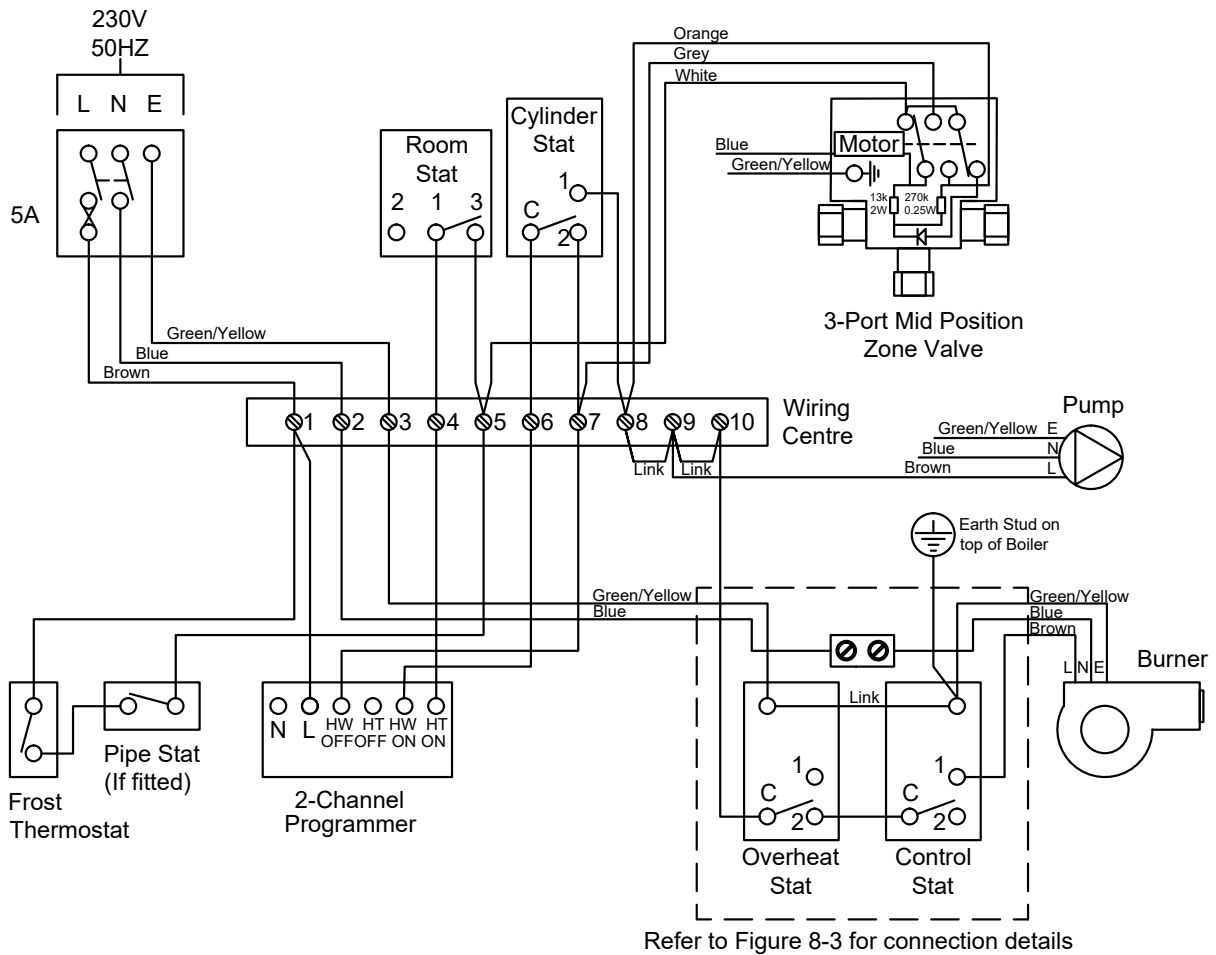 230V
50HZ
L N E
5A
Room
Stat
2 1 3
Cylinder
Stat
1
C
2
Orange
Grey
White
Blue
Green/Yellow
Motor
13k
2W
270k
0.25W
3-Port Mid Position
Zone Valve
Green/Yellow
Blue
Brown
1 2 3 4 5 6 7 8 9 10
Wiring
Centre
Link Link
Pump
Green/Yellow E
Blue N
Brown L
Earth Stud on
top of Boiler
Green/Yellow
Blue
Green/Yellow
Blue
Brown
L N E
Burner
Link
1
C
2
Overheat
Stat
1
C
2
Control
Stat
Frost
Thermostat
Pipe Stat
(If fitted)
N L HW OFF HT OFF HW ON HT ON
2-Channel
Programmer
Refer to Figure 8-3 for connection details